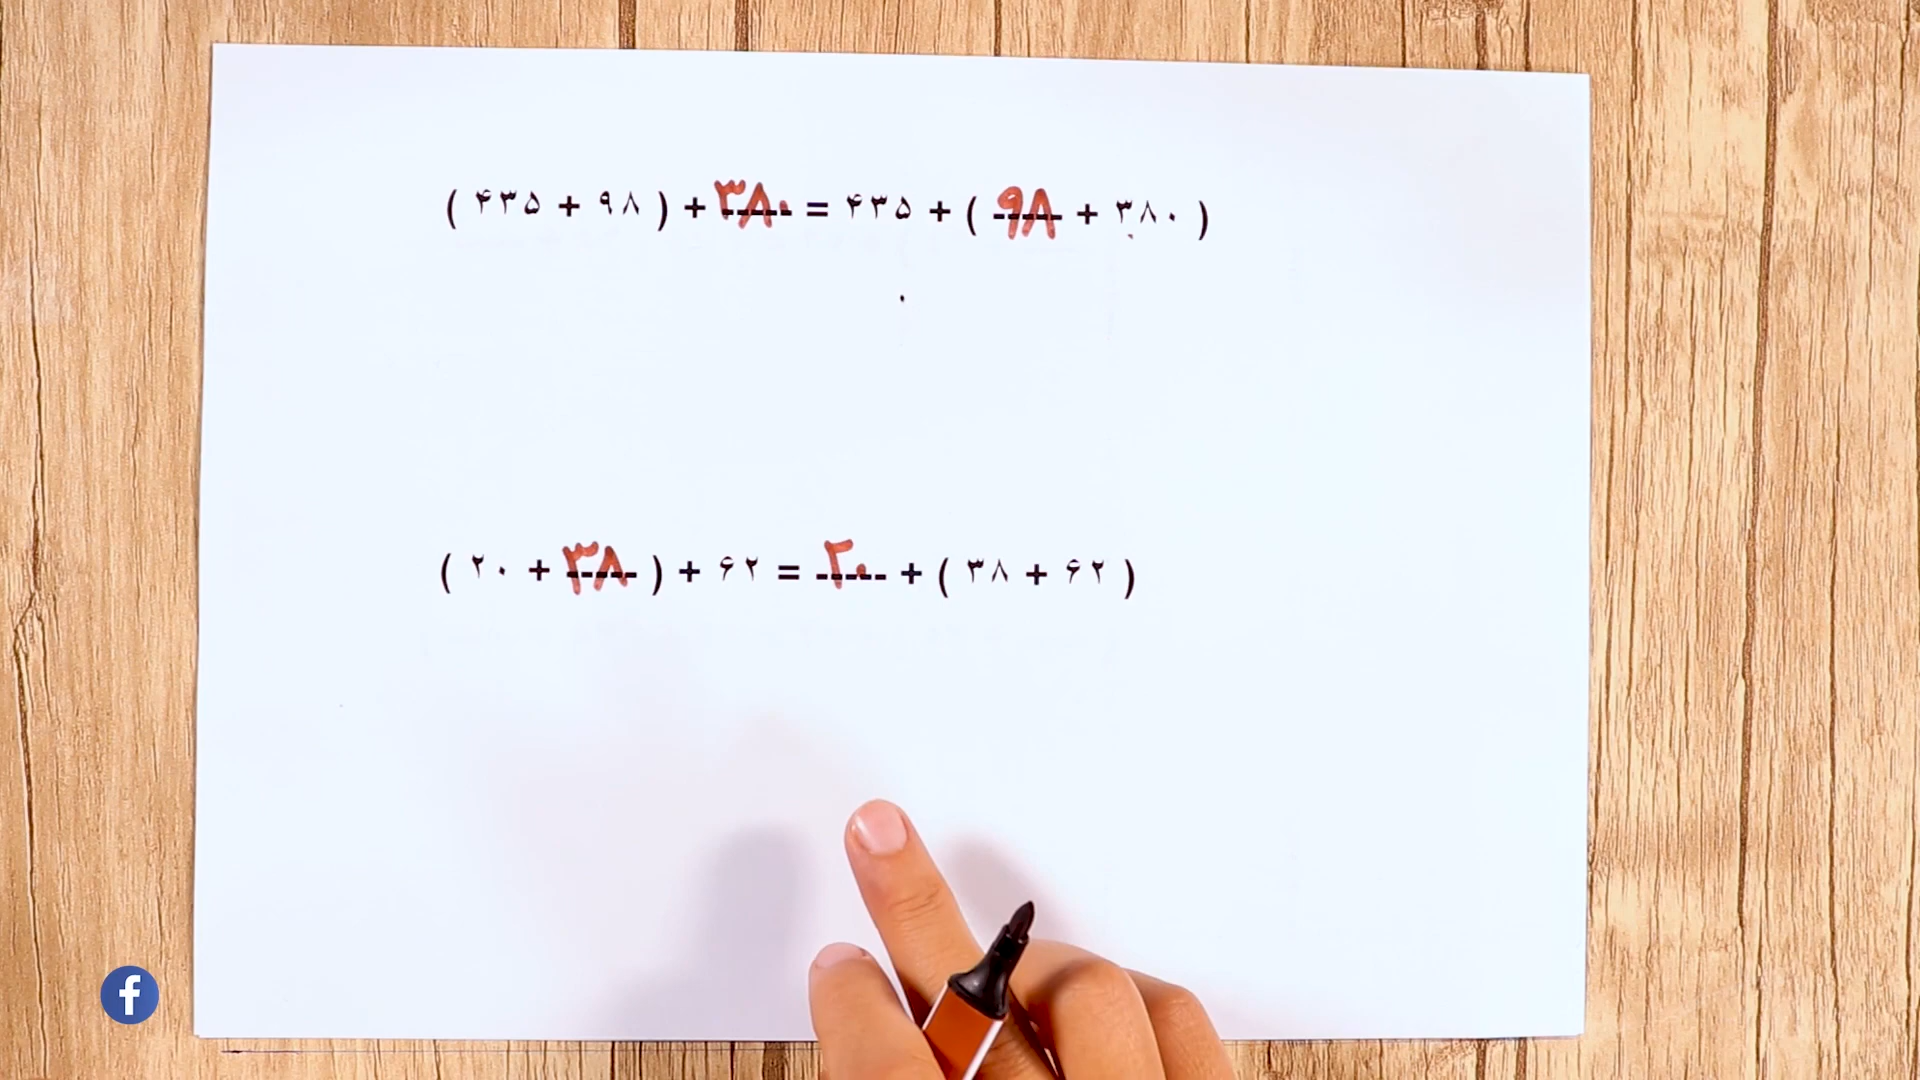 ( ۴۳۵ + ۹۸ ) + ۳۸۰ = ۴۳۵ + ( ۹۸ + ۳۸۰ )
( ۲۰ + ۳۸ ) + ۶۲ = ۲۰ + ( ۳۸ + ۶۲ )
f